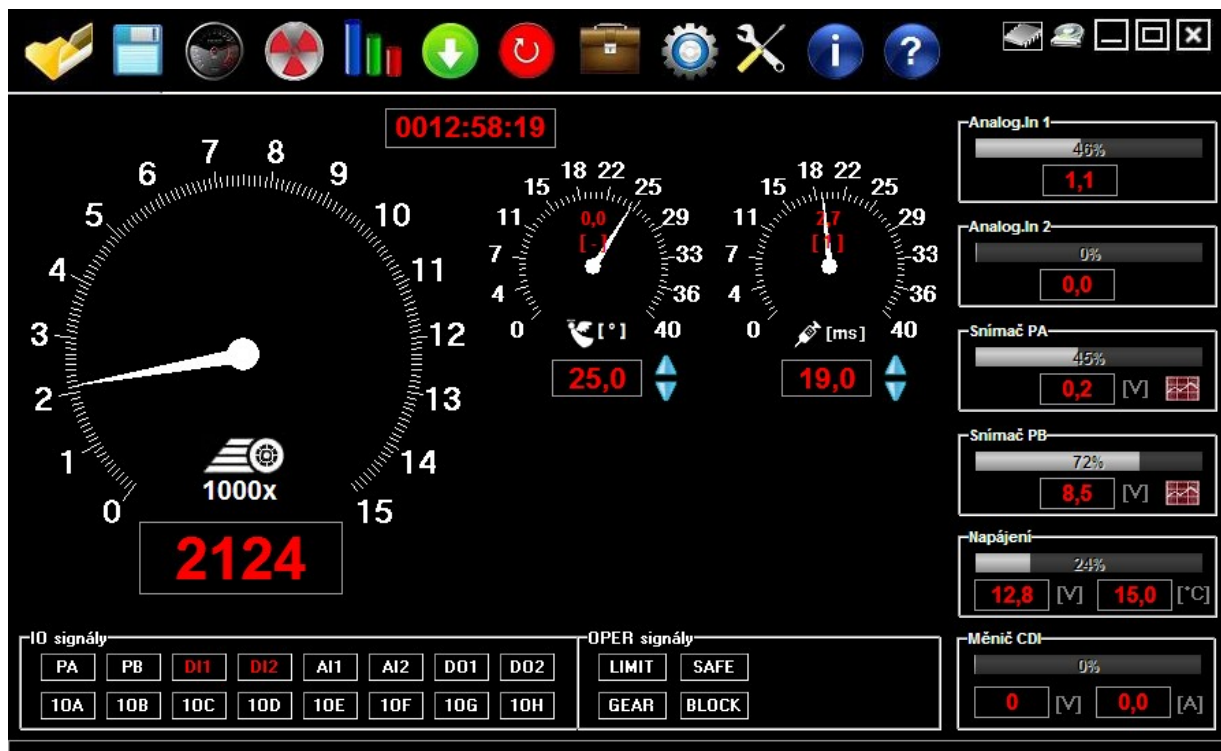 i ?
0012:58:19
0 1 2 3 4 5 6 7 8 9 10 11 12 13 14 15
1000x
2124
0 4 7 11 15 18 22 25 29 33 36 40
0,0
[ - ]
[ ° ]
25,0
0 4 7 11 15 18 22 25 29 33 36 40
2,7
[ms]
19,0
Analog.In 1
46%
1,1
Analog.In 2
0%
0,0
Snímač PA
45%
0,2 [V]
Snímač PB
72%
8,5 [V]
Napájení
24%
12,8 [V] 15,0 [°C]
Měnič CDI
0%
0 [V] 0,0 [A]
IO signály
PA PB DI1 DI2 AI1 AI2 DO1 DO2
10A 10B 10C 10D 10E 10F 10G 10H
OPER signály
LIMIT SAFE
GEAR BLOCK